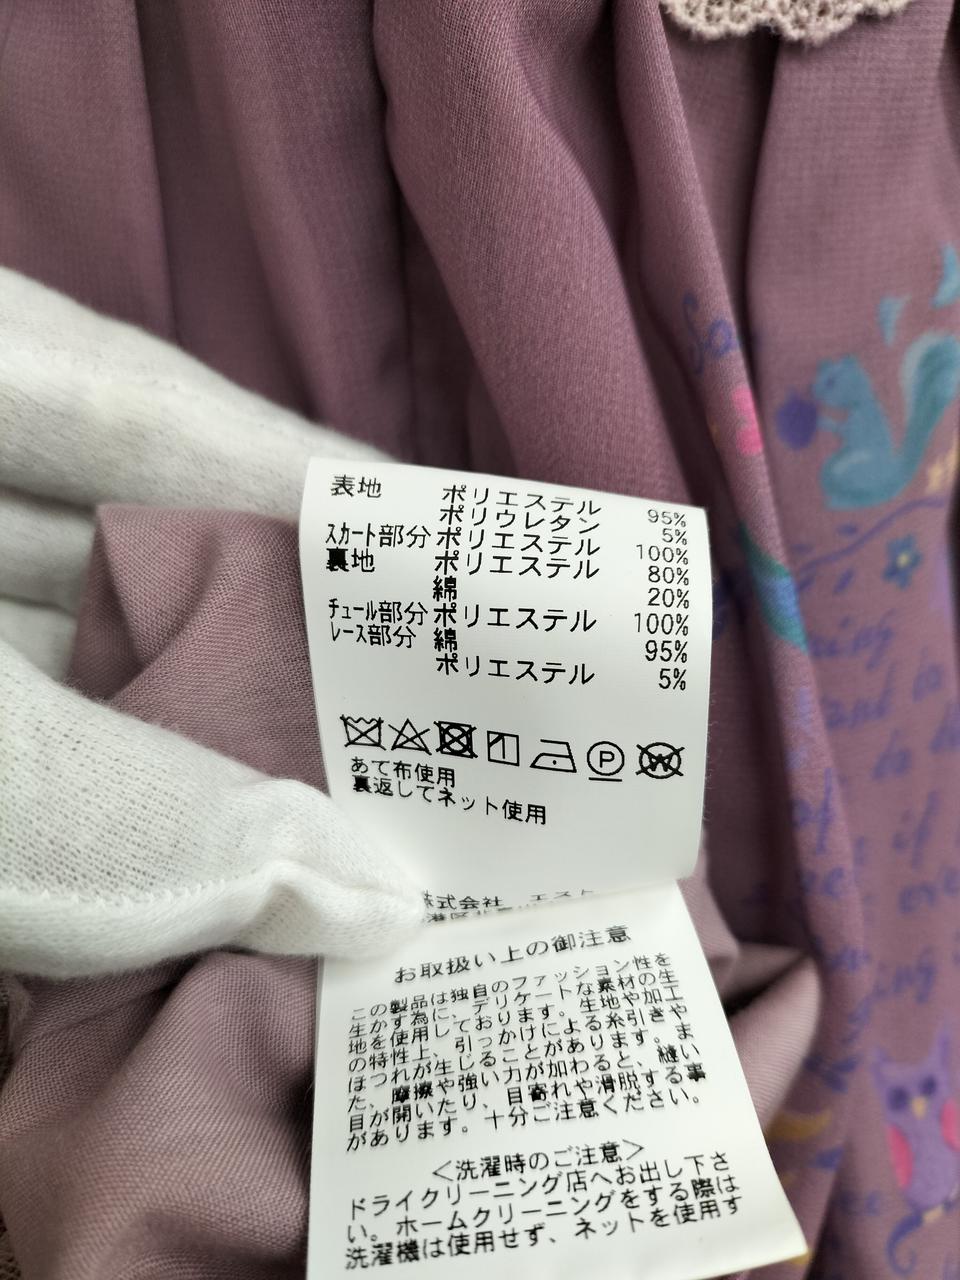 表地 ポリエステル 95%
ポリウレタン 5%
スカート部分 ポリエステル 100%
裏地 ポリエステル 80%
綿 20%
チュール部分 ポリエステル 100%
レース部分 綿 95%
ポリエステル 5%
P
W
あて布使用
裏返してネット使用
株式会社
港区北
お取扱い上の御注意
この製品は独自のファッション性を
生かす為に、デリケートな素材の生
地を使用しております。生地や加工
の特性上、引っかけによる糸引きや
ほつれが生じることがあります。ま
た、摩擦や強い力が加わると、縫い
目が開いたり、目寄れや滑脱する事
があります。十分ご注意ください。
＜洗濯時のご注意＞
ドライクリーニング店へお出し下さ
い。ホームクリーニングをする際は
洗濯機は使用せず、ネットを使用す
if